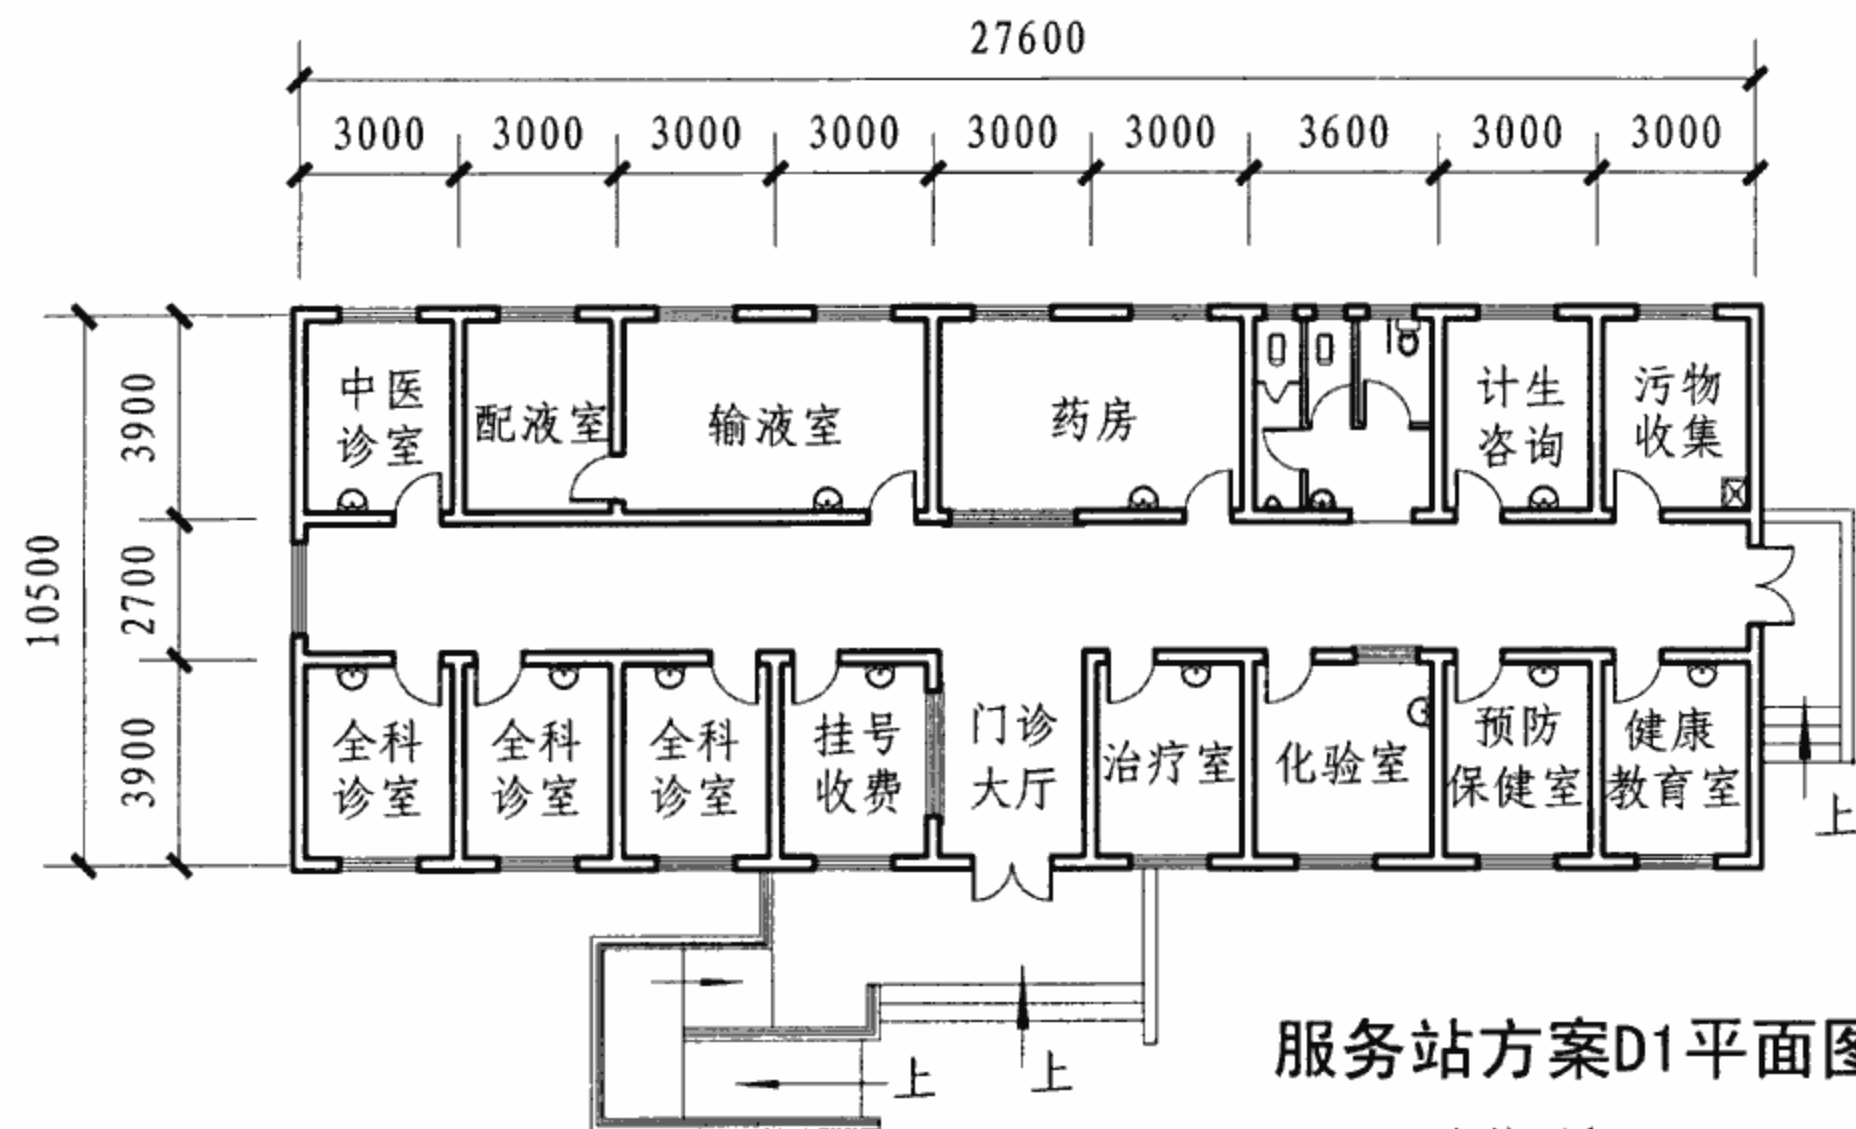 27600
3000 3000 3000 3000 3000 3000 3600 3000 3000
10500
3900
2700
3900
中医
诊室
配液室
输液室
药房
计生
咨询
污物
收集
全科
诊室
全科
诊室
全科
诊室
挂号
收费
门诊
大厅
治疗室
化验室
预防
保健室
健康
教育室
上
上
上
服务站方案D1平面图